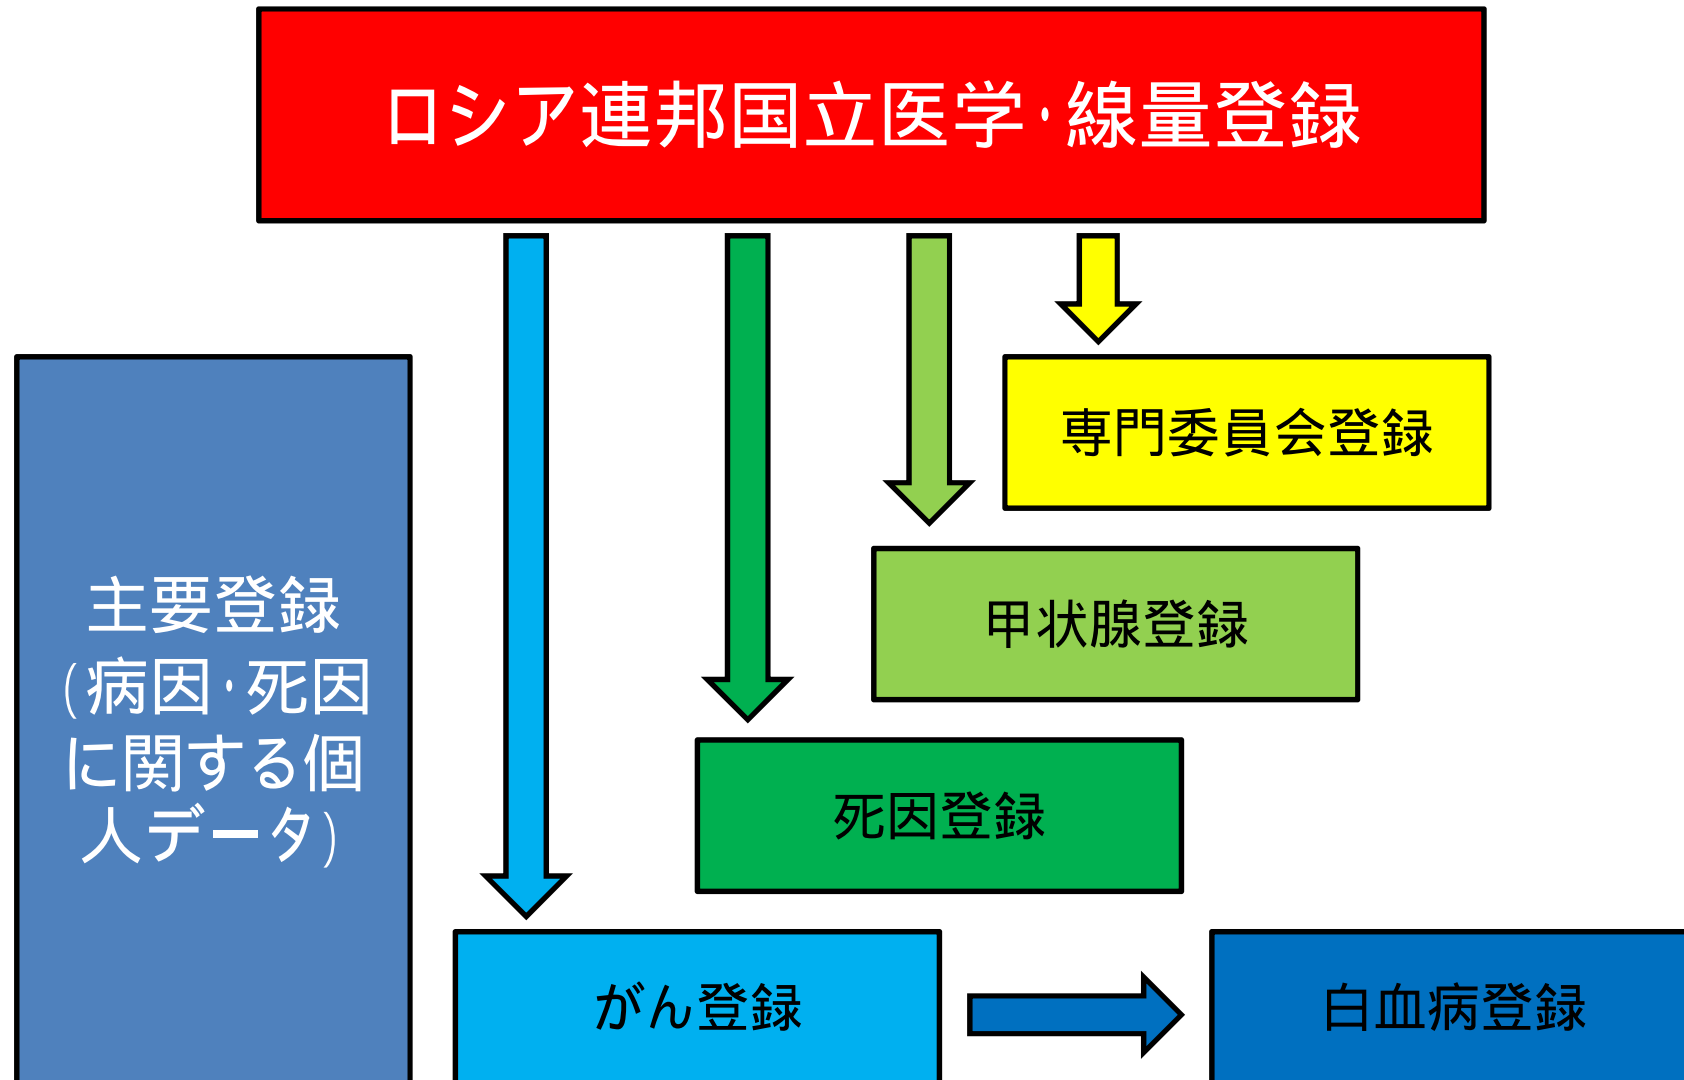 ロシア連邦国立医学･線量登録
専門委員会登録
甲状腺登録
死因登録
がん登録
白血病登録
主要登録
(病因･死因
に関する個
人データ)